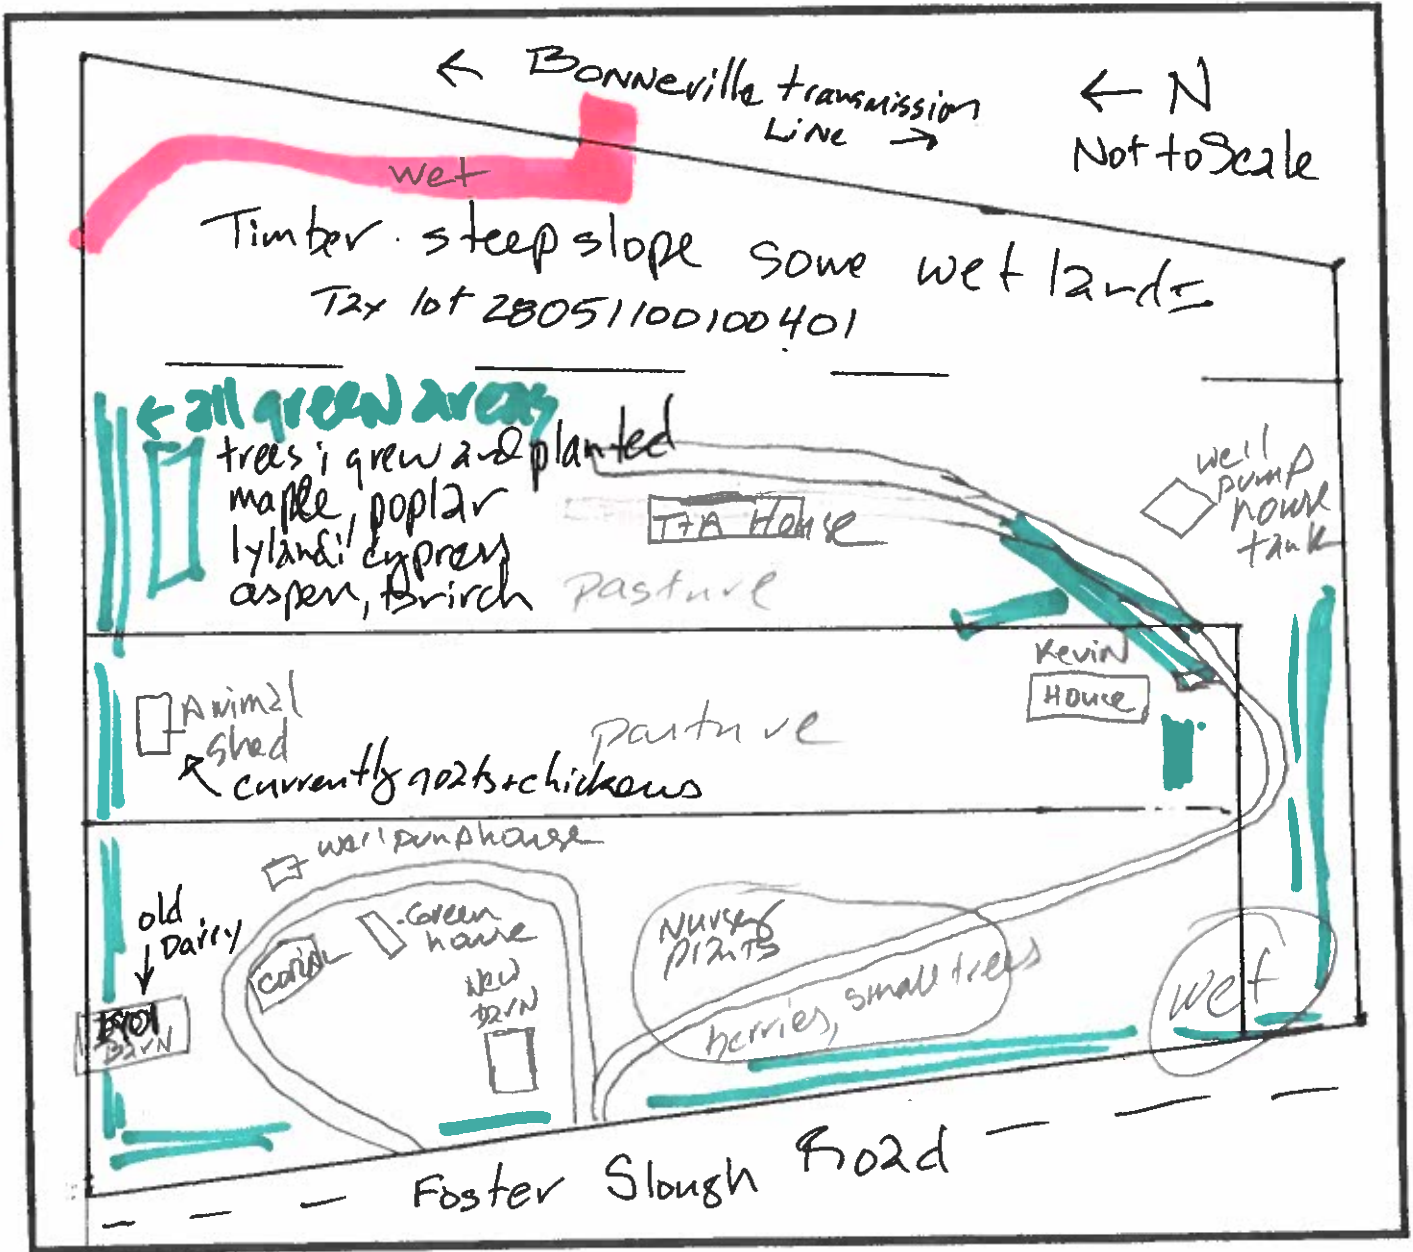 ← Bonneville transmission
Line →
← N
Not to Scale
wet
Timber. steep slope some wet lands
Tax lot 28051100100401
← all green areas
trees i grew and planted
maple, poplar
lylandi cypress
aspen, Brirch
T+A House
pasture
well
pump
house
tank
Kevin
House
Animal
shed
pasture
currently goats + chickens
well pumphouse
old
Dairy
Green
house
corral
New
barn
Barn
Nursery
plants
berries, small trees
wet
Foster Slough Road